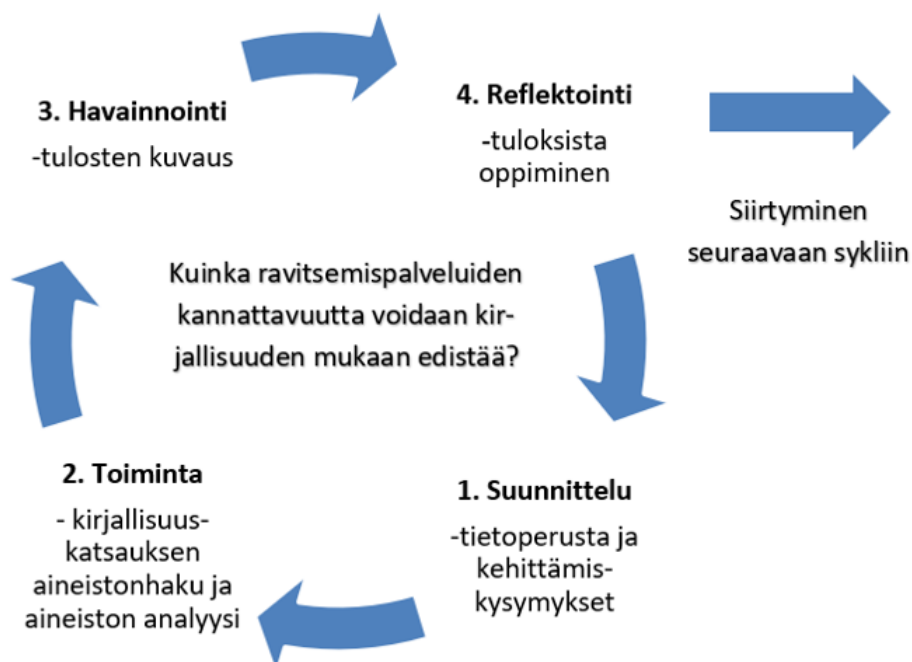 3. Havainnointi
-tulosten kuvaus
4. Reflektointi
-tuloksista
oppiminen
Siirtyminen
seuraavaan sykliin
Kuinka ravitsemispalveluiden
kannattavuutta voidaan kir-
jallisuuden mukaan edistää?
2. Toiminta
- kirjallisuus-
katsauksen
aineistonhaku ja
aineiston analyysi
1. Suunnittelu
-tietoperusta ja
kehittämis-
kysymykset